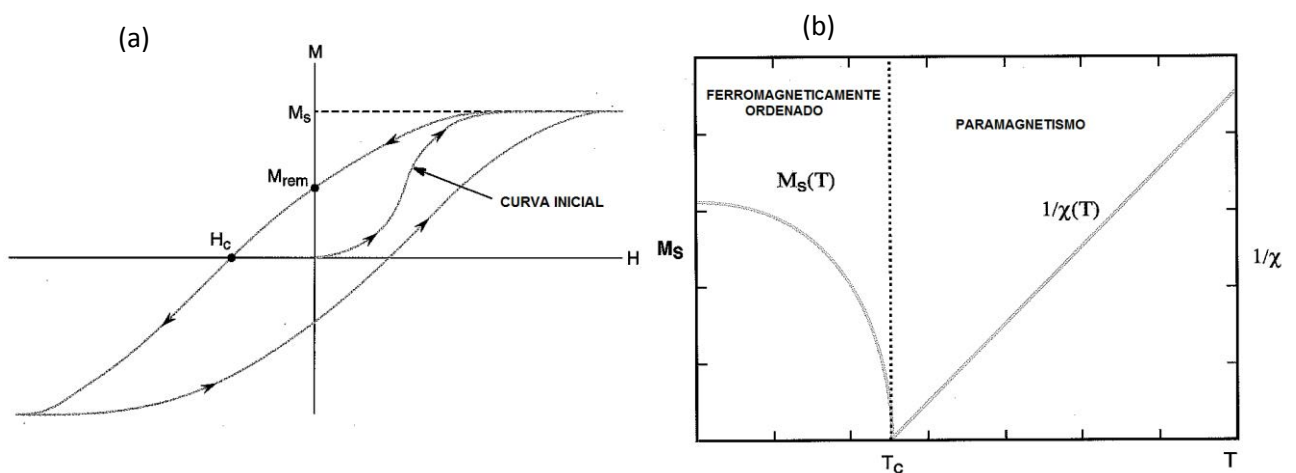 (a)
M
Ms
Mrem
CURVA INICIAL
Hc
H
(b)
FERROMAGNETICAMENTE
ORDENADO
PARAMAGNETISMO
Ms(T)
1/χ(T)
Ms
1/χ
Tc
T